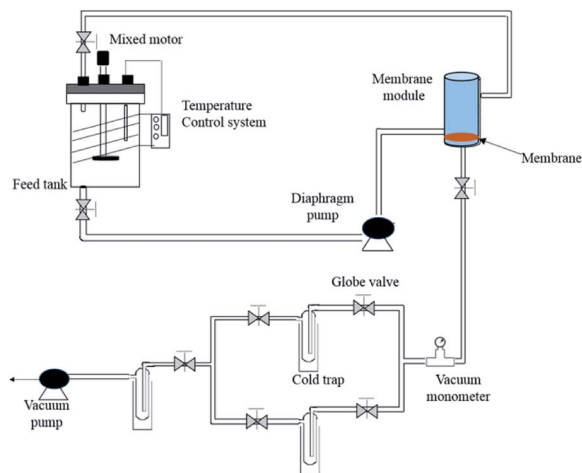 Mixed motor
Membrane
module
Temperature
Control system
Membrane
Feed tank
Diaphragm
pump
Globe valve
Cold trap
Vacuum
monometer
Vacuum
pump